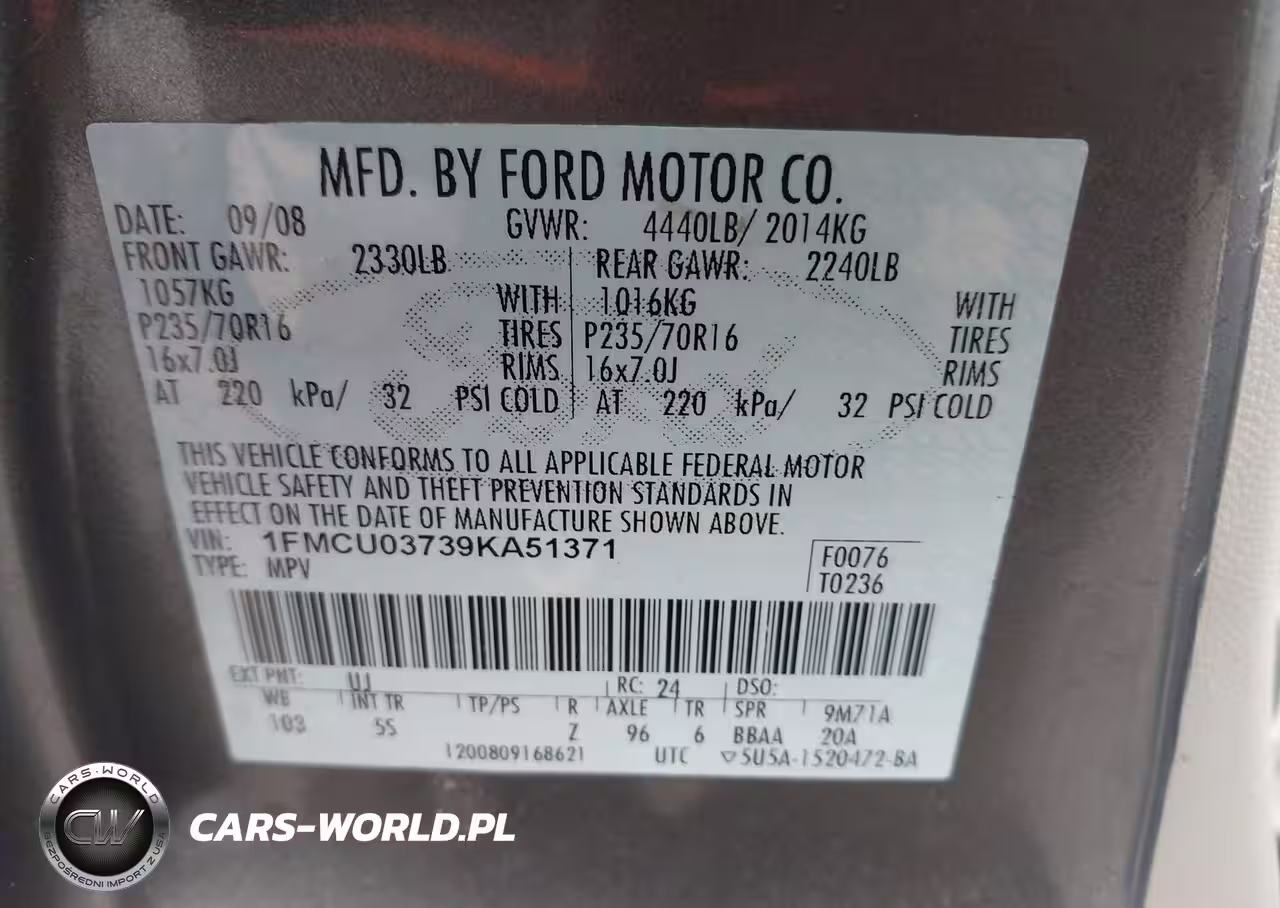 MFD. BY FORD MOTOR CO.
DATE: 09/08 GVWR: 4440LB/ 2014KG
FRONT GAWR: 2330LB REAR GAWR: 2240LB
1057KG WITH 1016KG WITH
P235/70R16 TIRES P235/70R16 TIRES
16x7.0J RIMS 16x7.0J RIMS
AT 220 kPa/ 32 PSI COLD AT 220 kPa/ 32 PSI COLD
THIS VEHICLE CONFORMS TO ALL APPLICABLE FEDERAL MOTOR
VEHICLE SAFETY AND THEFT PREVENTION STANDARDS IN
EFFECT ON THE DATE OF MANUFACTURE SHOWN ABOVE.
VIN: 1FMCU03739KA51371
TYPE: MPV
F0076
T0236
EXT PNT: UJ RC: 24 DSO:
WB INT TR TP/PS R AXLE TR SPR 9M71A
103 5S Z 96 6 BBAA 20A
1200809168621 UTC ▽5U5A-1520472-BA
CARS-WORLD
CW
BEZPOŚREDNI IMPORT Z USA
CARS-WORLD.PL